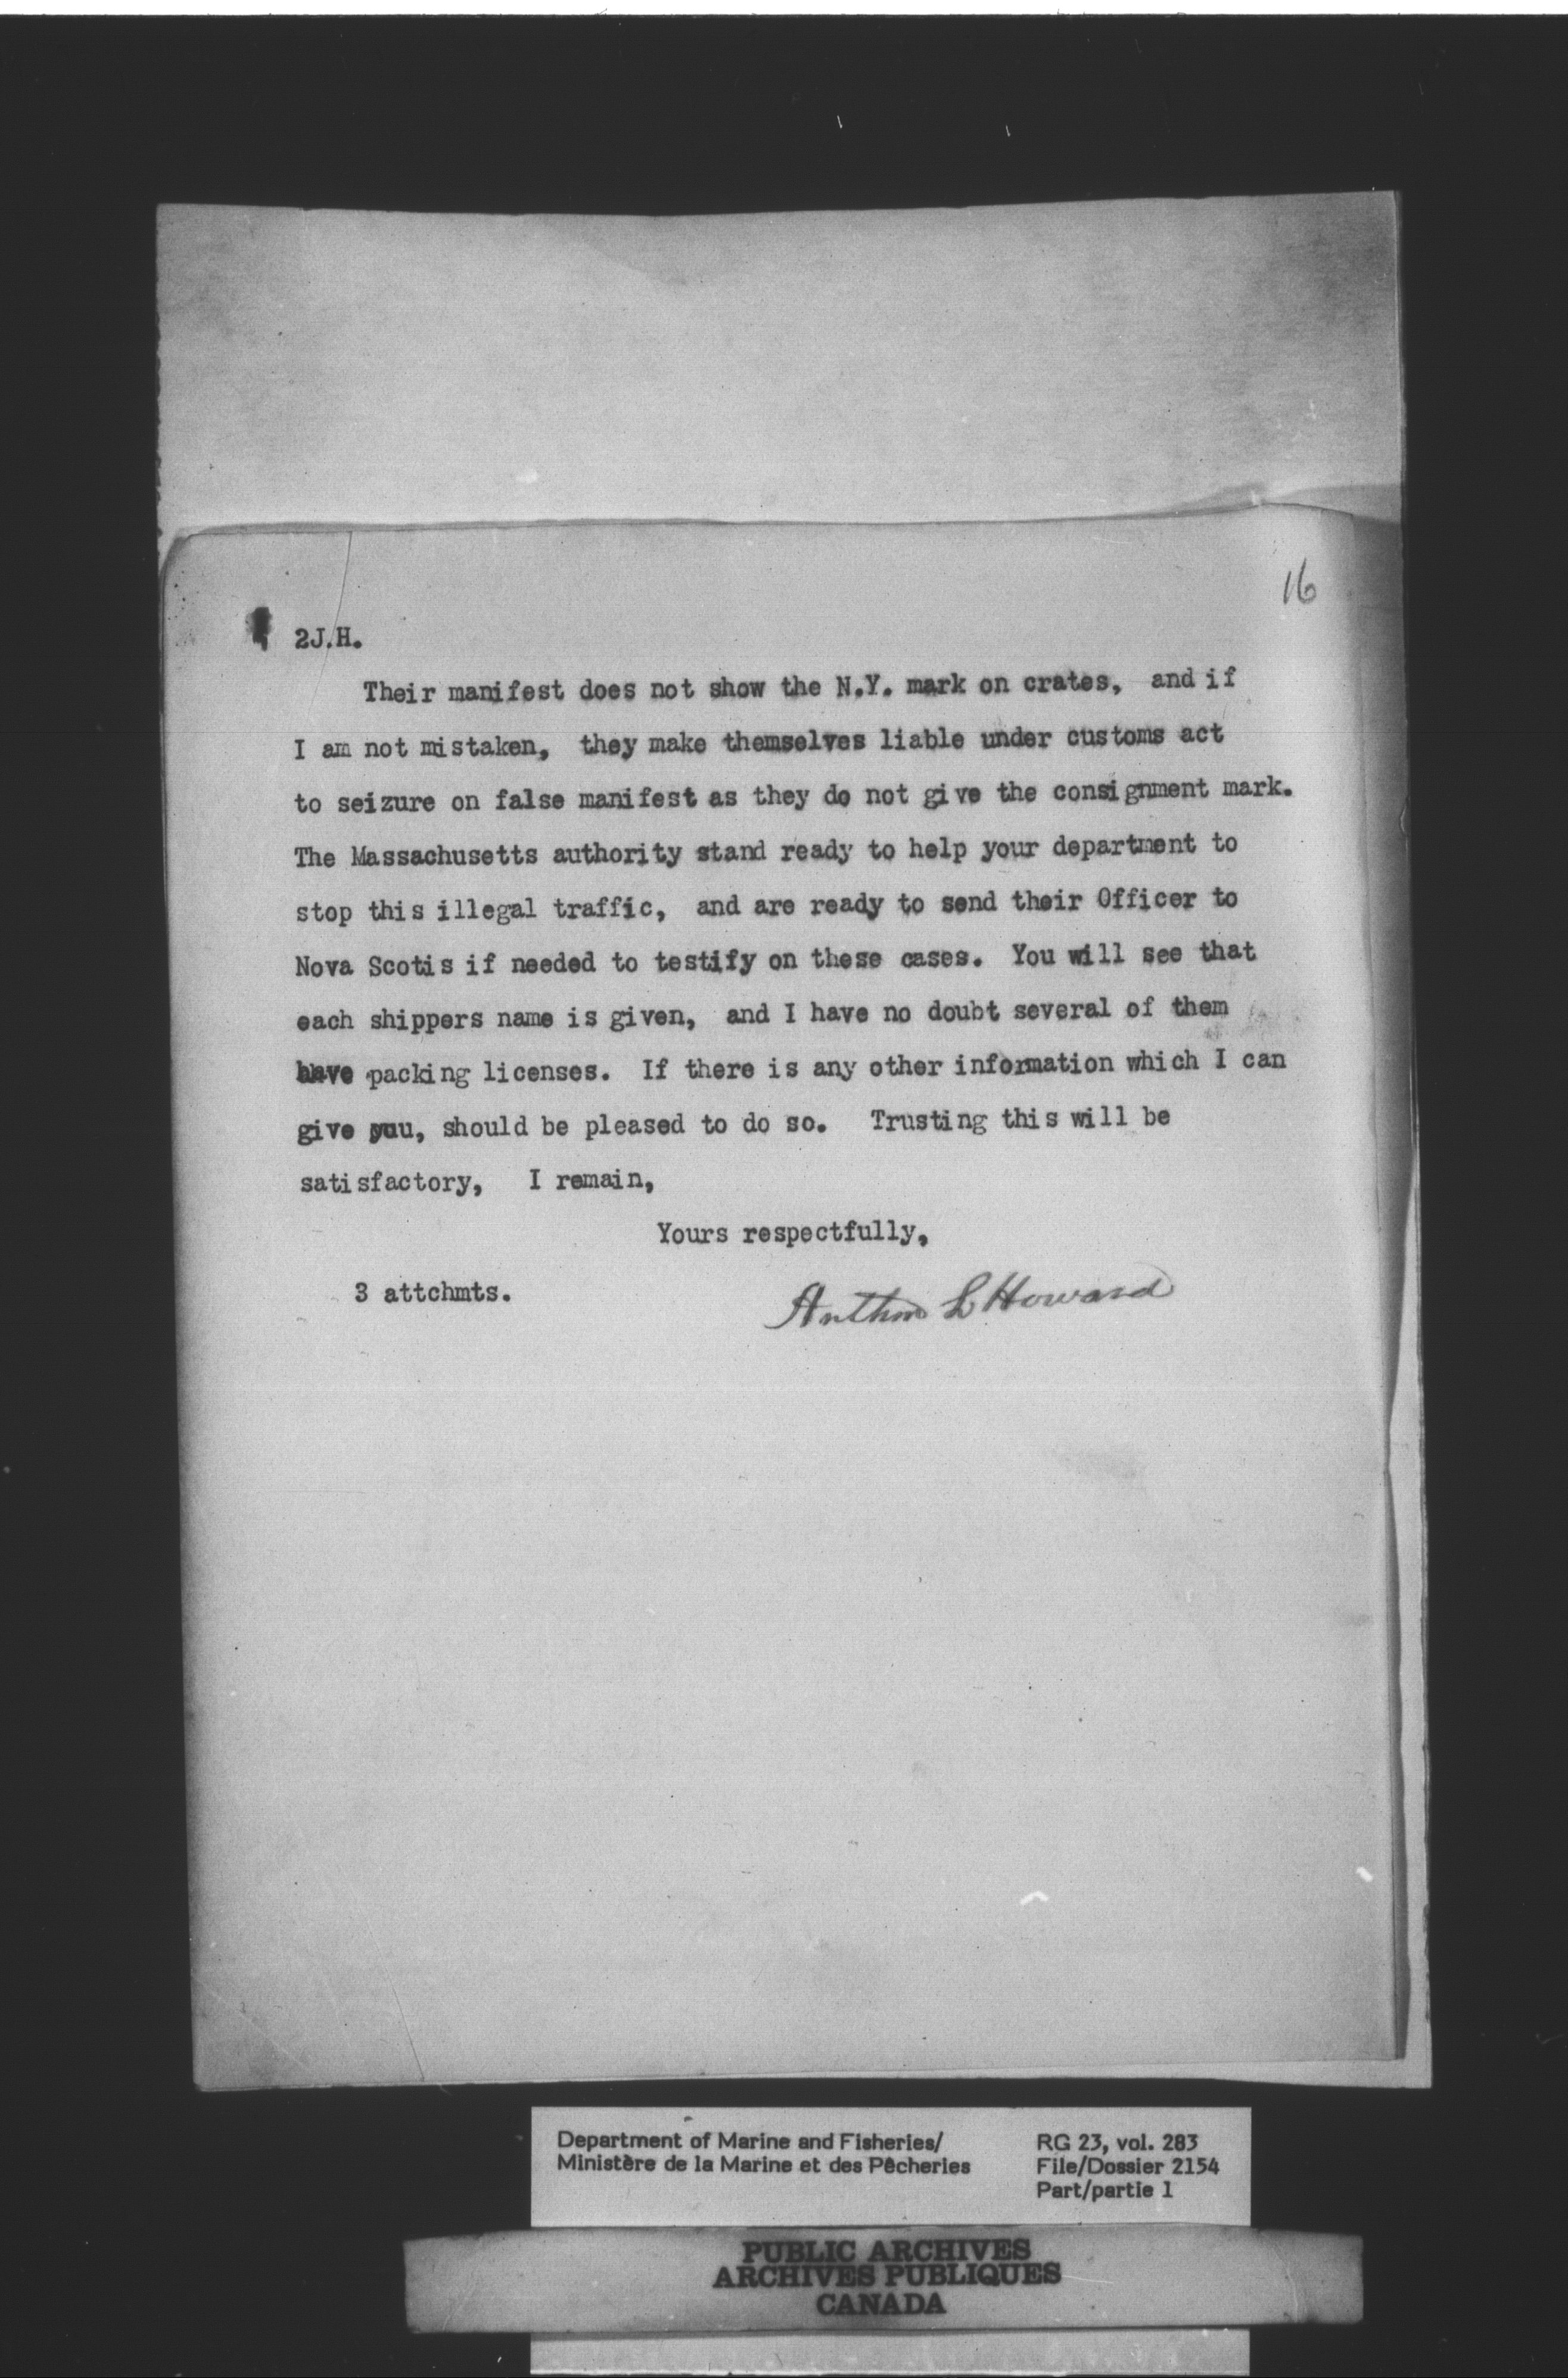 16
2J.H.
Their manifest does not show the N.Y. mark on crates, and if
I am not mistaken, they make themselves liable under customs act
to seizure on false manifest as they do not give the consignment mark.
The Massachusetts authority stand ready to help your department to
stop this illegal traffic, and are ready to send their Officer to
Nova Scotis if needed to testify on these cases. You will see that
each shippers name is given, and I have no doubt several of them
have packing licenses. If there is any other information which I can
give you, should be pleased to do so. Trusting this will be
satisfactory, I remain,
Yours respectfully,
3 attchmts.
Arthur L Howard
Department of Marine and Fisheries/
Ministère de la Marine et des Pêcheries
RG 23, vol. 283
File/Dossier 2154
Part/partie 1
PUBLIC ARCHIVES
ARCHIVES PUBLIQUES
CANADA